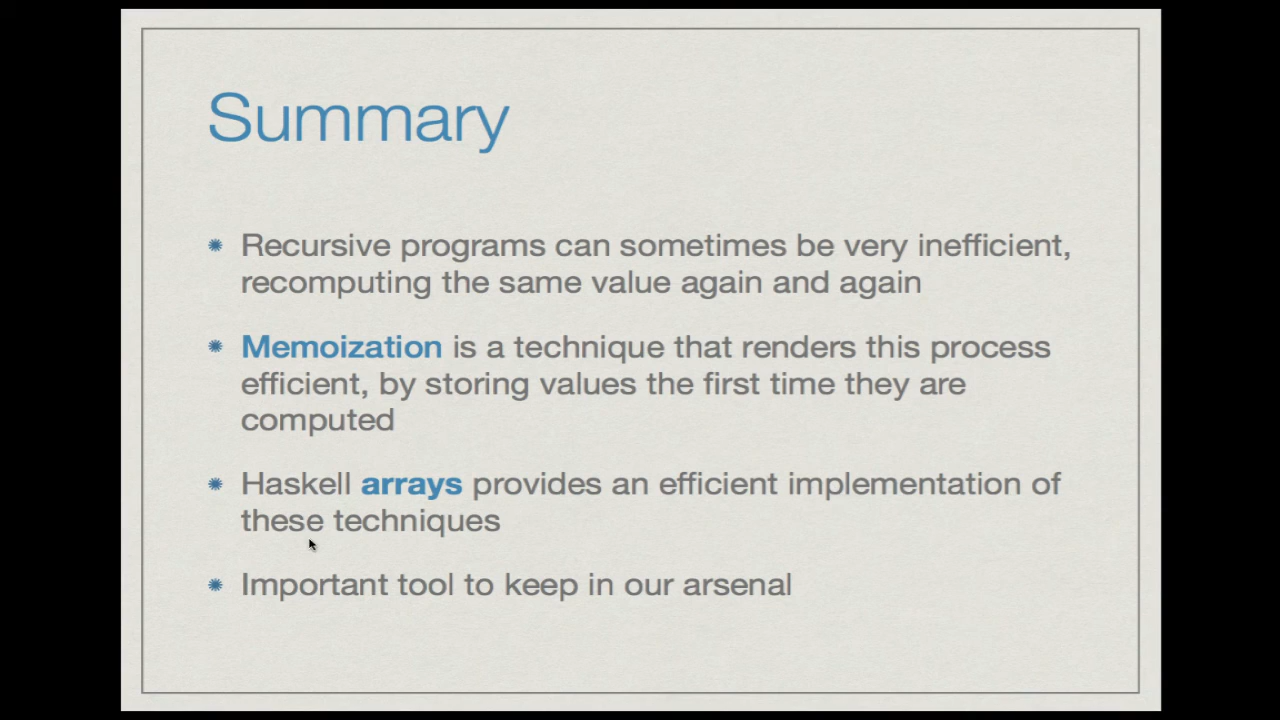 Summary
Recursive programs can sometimes be very inefficient,
recomputing the same value again and again
Memoization is a technique that renders this process
efficient, by storing values the first time they are
computed
Haskell arrays provides an efficient implementation of
these techniques
Important tool to keep in our arsenal